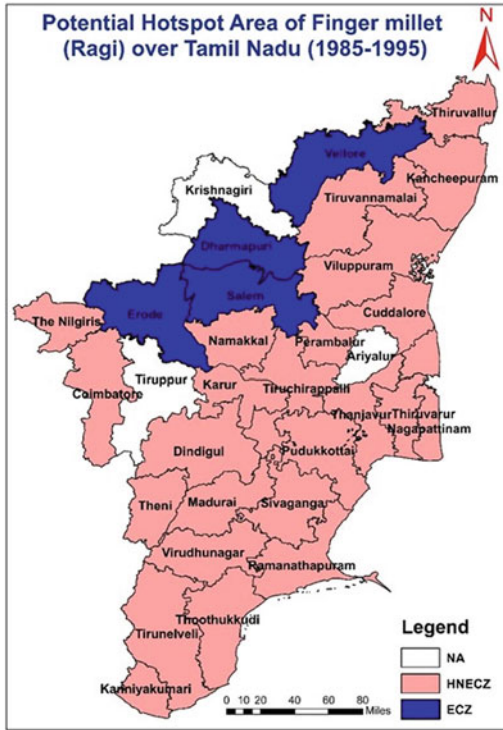 Potential Hotspot Area of Finger millet
(Ragi) over Tamil Nadu (1985-1995)
N
Thiruvallur
Vellore
Kancheepuram
Krishnagiri
Tiruvannamalai
Dharmapuri
Viluppuram
Salem
Erode
Cuddalore
The Nilgiris
Namakkal
Perambalur
Ariyalur
Tiruppur
Karur
Tiruchirappalli
Coimbatore
Thanjavur
Thiruvarur
Nagapattinam
Dindigul
Pudukkottai
Theni
Madurai
Sivaganga
Virudhunagar
Ramanathapuram
Thoothukkudi
Tirunelveli
Kanniyakumari
Legend
NA
HNECZ
ECZ
0 10 20 40 60 80
Miles